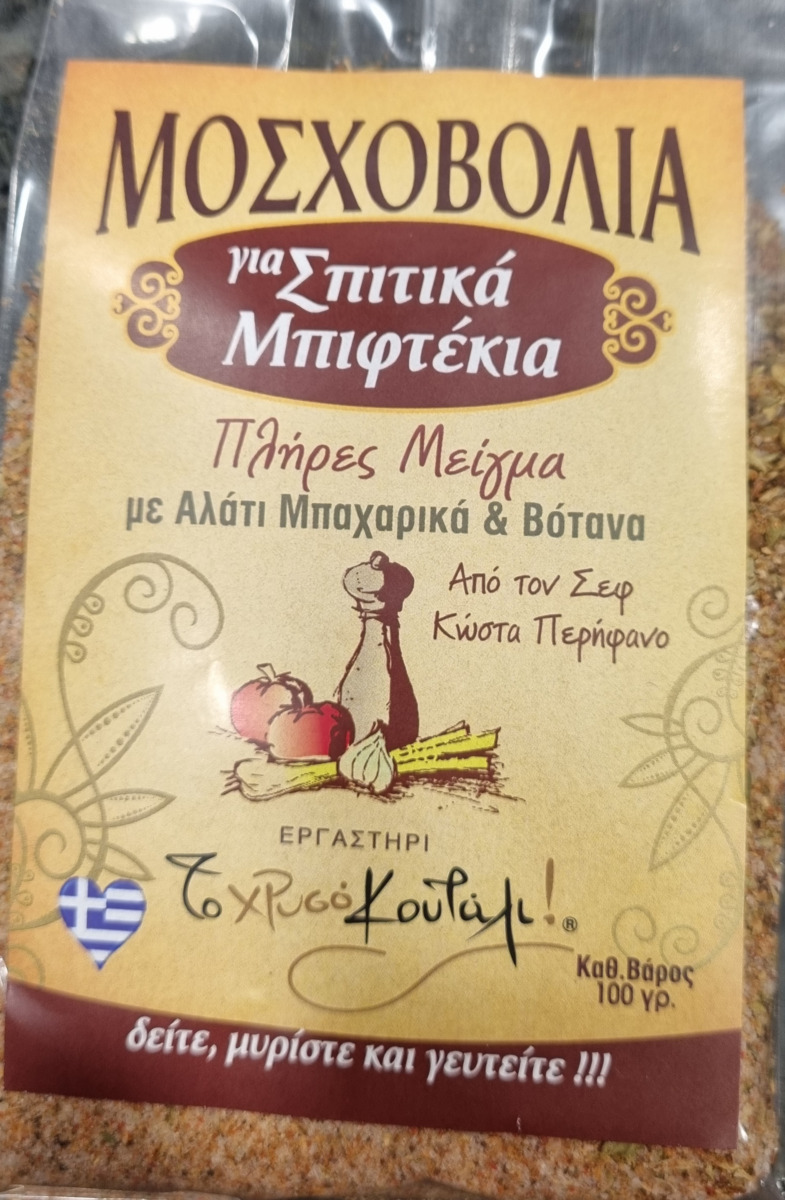 ΜΟΣΧΟΒΟΛΙΑ
για Σπιτικά
Μπιφτέκια
Πλήρες Μείγμα
με Αλάτι Μπαχαρικά & Βότανα
Από τον Σεφ
Κώστα Περήφανο
ΕΡΓΑΣΤΗΡΙ
Το χρυσό Κουτάλι!®
Καθ.Βάρος
100 γρ.
δείτε, μυρίστε και γευτείτε !!!